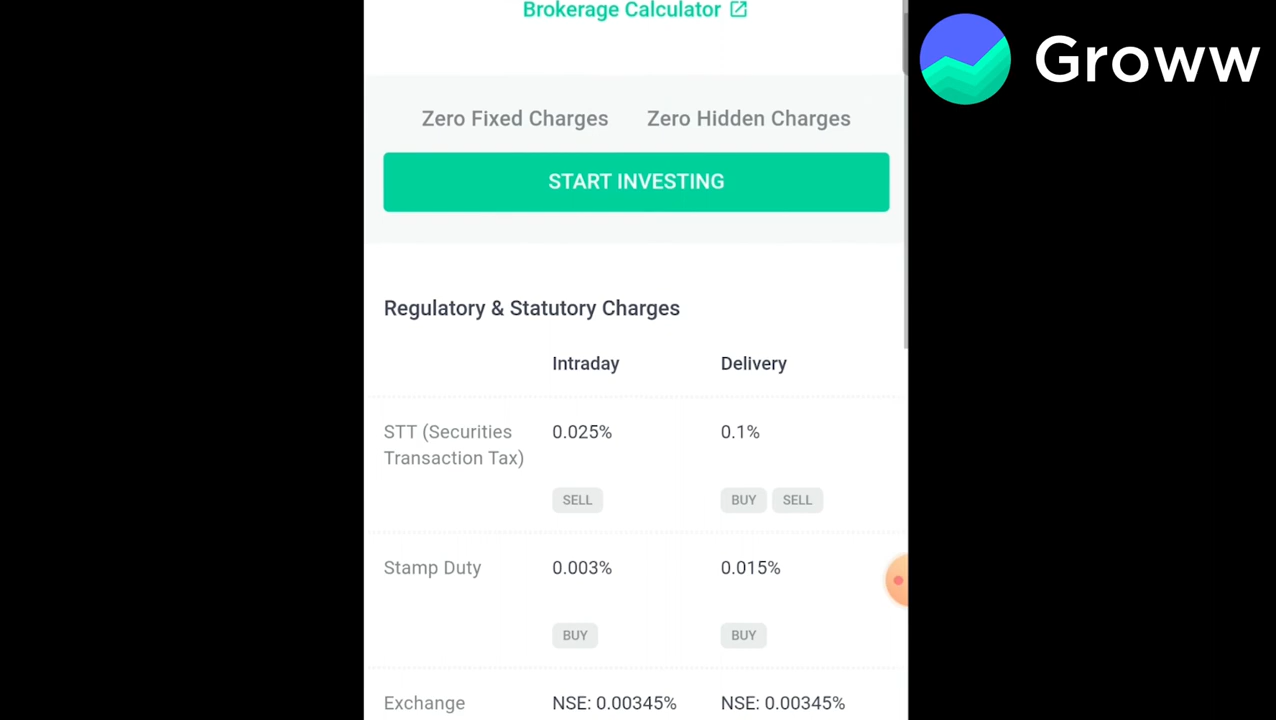 Brokerage Calculator
Groww
Zero Fixed Charges Zero Hidden Charges
START INVESTING
Regulatory & Statutory Charges
Intraday Delivery
STT (Securities Transaction Tax) 0.025% 0.1%
SELL BUY SELL
Stamp Duty 0.003% 0.015%
BUY BUY
Exchange NSE: 0.00345% NSE: 0.00345%